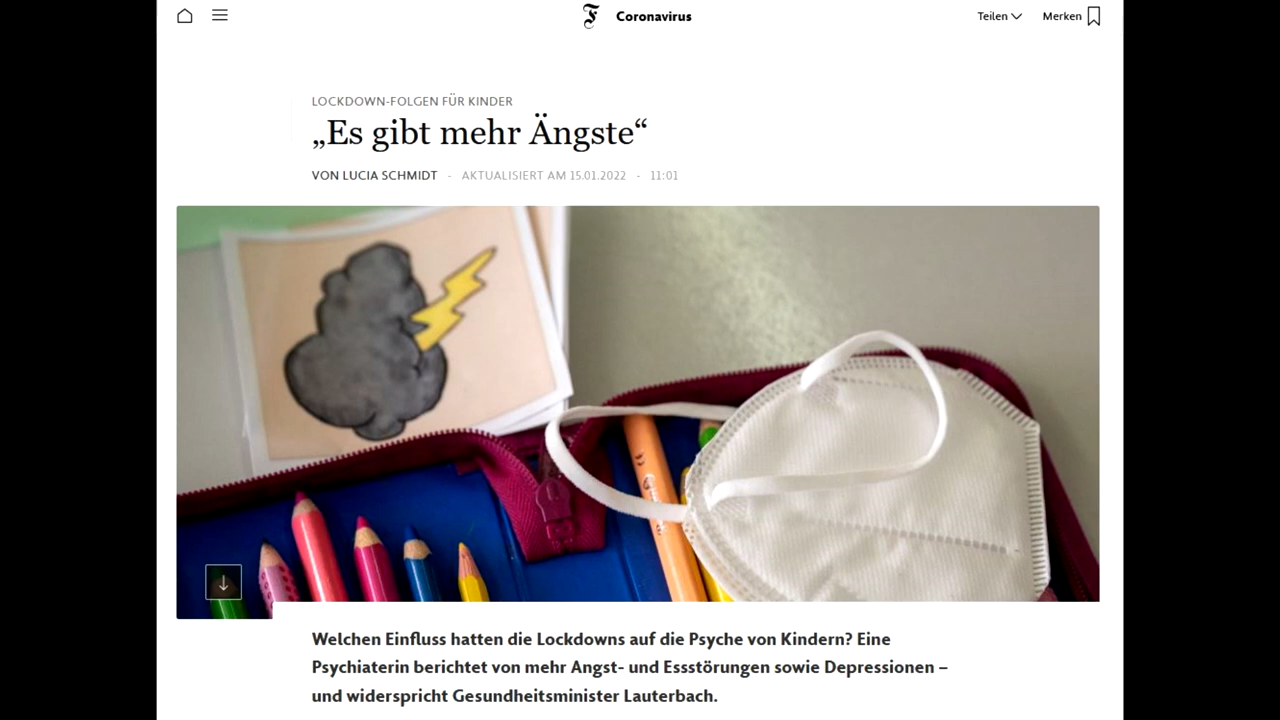 Coronavirus
Teilen
Merken
LOCKDOWN-FOLGEN FÜR KINDER
„Es gibt mehr Ängste“
VON LUCIA SCHMIDT - AKTUALISIERT AM 15.01.2022 - 11:01
Welchen Einfluss hatten die Lockdowns auf die Psyche von Kindern? Eine
Psychiaterin berichtet von mehr Angst- und Essstörungen sowie Depressionen –
und widerspricht Gesundheitsminister Lauterbach.